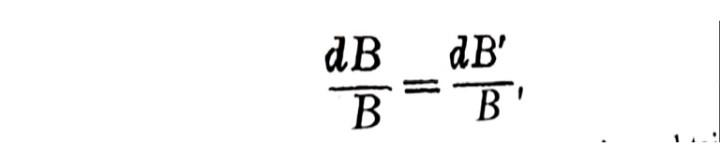 dB/B = dB'/B'